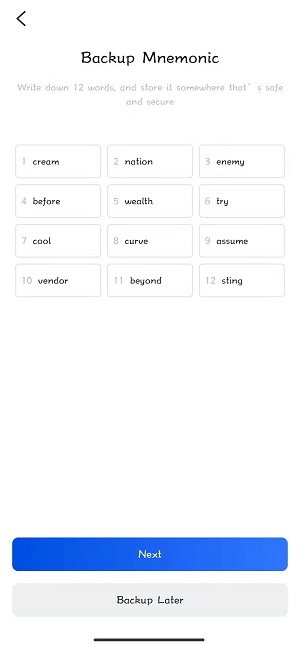 Backup Mnemonic
Write down 12 words, and store it somewhere that's safe
and secure
1 cream 2 nation 3 enemy
4 before 5 wealth 6 try
7 cool 8 curve 9 assume
10 vendor 11 beyond 12 sting
Next
Backup Later